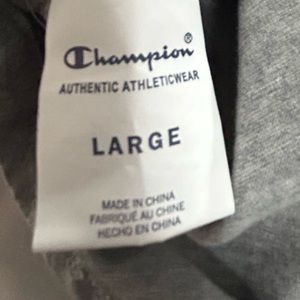 Champion
AUTHENTIC ATHLETICWEAR
LARGE
MADE IN CHINA
FABRIQUÉ AU CHINE
HECHO EN CHINA